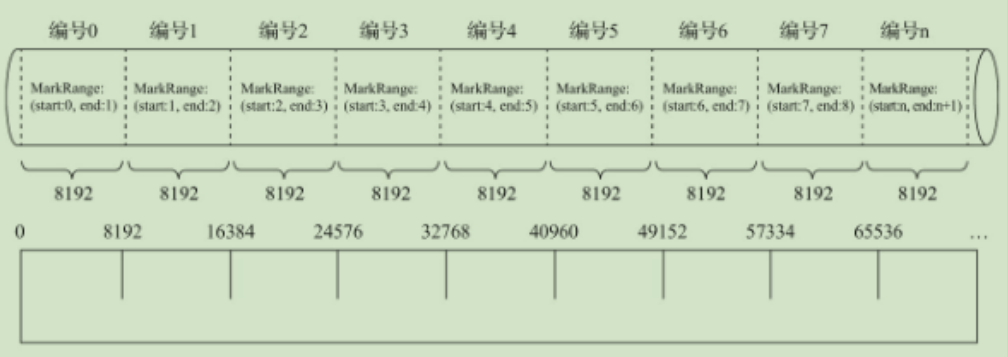 编号0 编号1 编号2 编号3 编号4 编号5 编号6 编号7 编号n
MarkRange: MarkRange: MarkRange: MarkRange: MarkRange: MarkRange: MarkRange: MarkRange: MarkRange:
(start:0, end:1) (start:1, end:2) (start:2, end:3) (start:3, end:4) (start:4, end:5) (start:5, end:6) (start:6, end:7) (start:7, end:8) (start:n, end:n+1)
8192 8192 8192 8192 8192 8192 8192 8192 8192
0 8192 16384 24576 32768 40960 49152 57334 65536 …